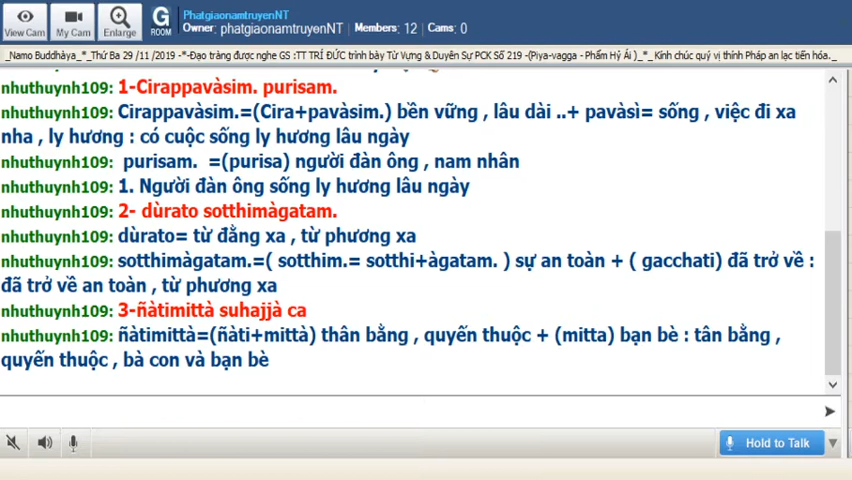 View Cam
My Cam
Enlarge
G
ROOM
PhatgiaonamtruyenNT
Owner: phatgiaonamtruyenNT Members: 12 Cams: 0
_Namo Buddhàya_*_Thứ Ba 29 /11 /2019 -*-Đạo tràng được nghe GS :TT TRÍ ĐỨC trình bày Từ Vựng & Duyên Sự PCK Số 219 -(Piya-vagga - Phẩm Hỷ Ái )_*_ Kính chúc quý vị thính Pháp an lạc tiến hóa._
nhuthuynh109: 1-Cirappavàsim. purisam.
nhuthuynh109: Cirappavàsim.=(Cira+pavàsim.) bền vững , lâu dài ..+ pavàsì= sống , việc đi xa
nha , ly hương : có cuộc sống ly hương lâu ngày
nhuthuynh109: purisam. =(purisa) người đàn ông , nam nhân
nhuthuynh109: 1. Người đàn ông sống ly hương lâu ngày
nhuthuynh109: 2- dùrato sotthimàgatam.
nhuthuynh109: dùrato= từ đằng xa , từ phương xa
nhuthuynh109: sotthimàgatam.=( sotthim.= sotthi+àgatam. ) sự an toàn + ( gacchati) đã trở về :
đã trở về an toàn , từ phương xa
nhuthuynh109: 3-ñàtimittà suhajjà ca
nhuthuynh109: ñàtimittà=(ñàti+mittà) thân bằng , quyến thuộc + (mitta) bạn bè : tân bằng ,
quyến thuộc , bà con và bạn bè
Hold to Talk